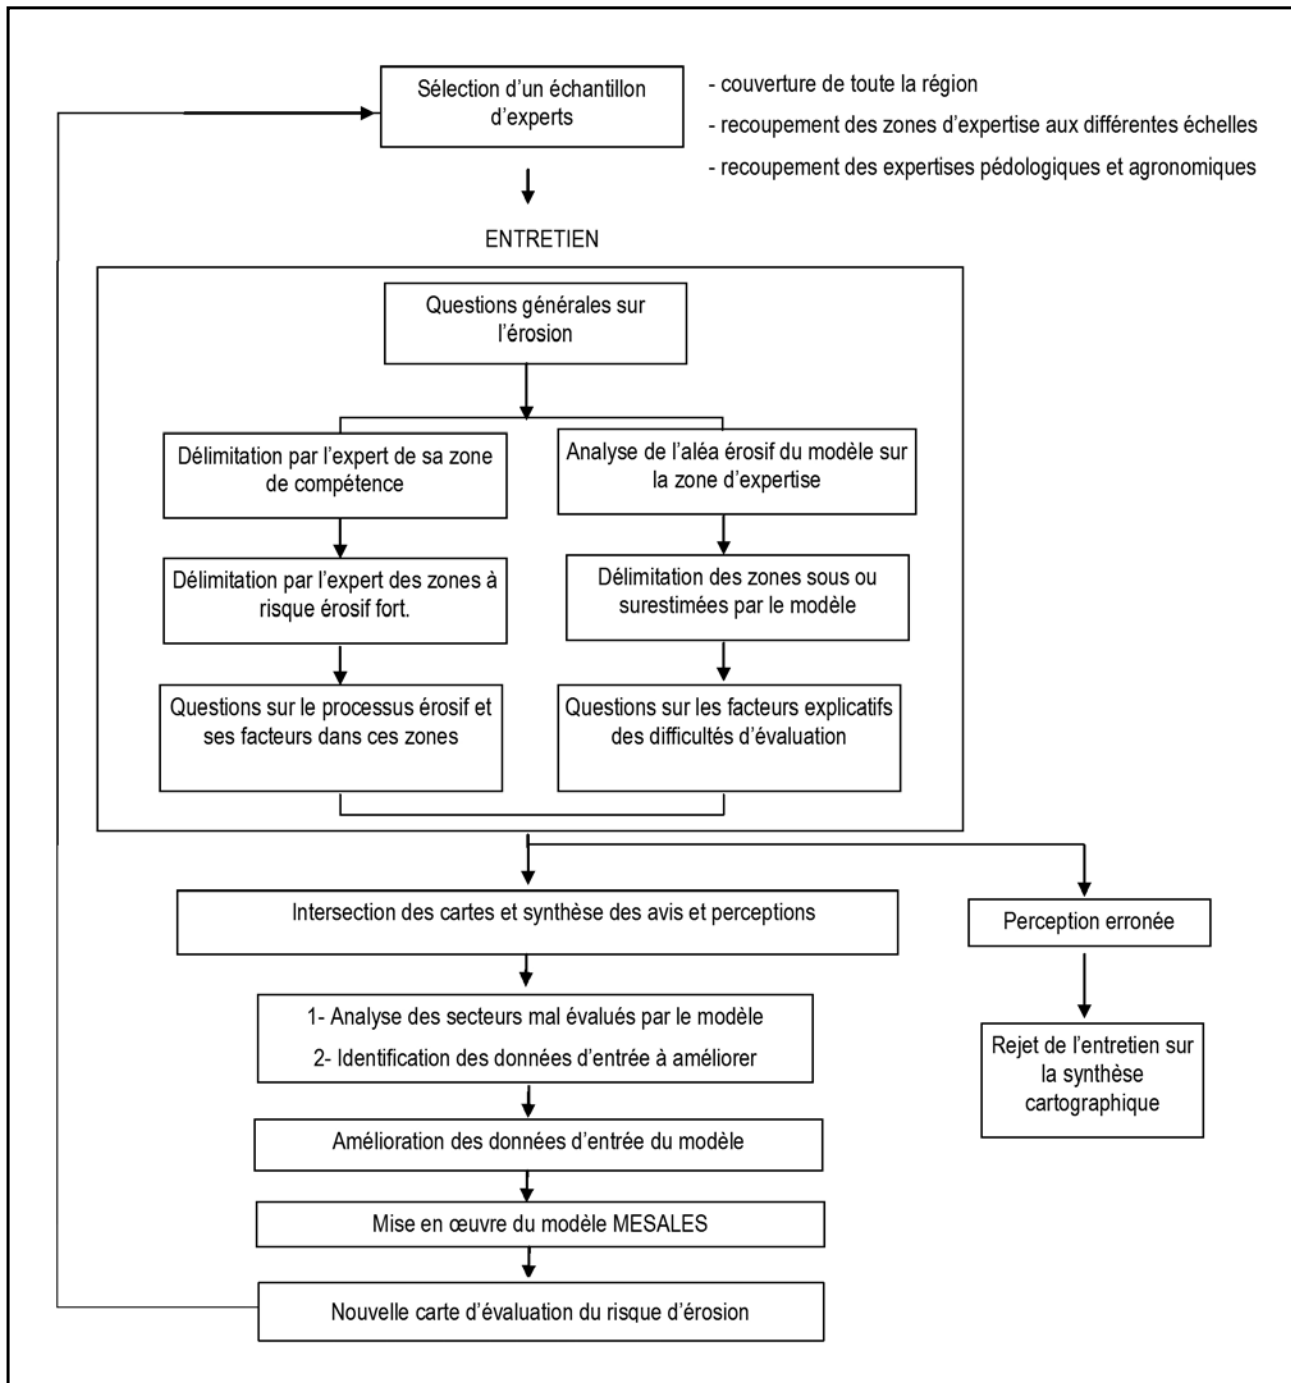 Sélection d’un échantillon
d’experts
- couverture de toute la région
- recoupement des zones d’expertise aux différentes échelles
- recoupement des expertises pédologiques et agronomiques
ENTRETIEN
Questions générales sur
l’érosion
Délimitation par l’expert de sa zone
de compétence
Analyse de l’aléa érosif du modèle sur
la zone d’expertise
Délimitation par l’expert des zones à
risque érosif fort.
Délimitation des zones sous ou
surestimées par le modèle
Questions sur le processus érosif et
ses facteurs dans ces zones
Questions sur les facteurs explicatifs
des difficultés d’évaluation
Intersection des cartes et synthèse des avis et perceptions
Perception erronée
1- Analyse des secteurs mal évalués par le modèle
2- Identification des données d’entrée à améliorer
Rejet de l’entretien sur
la synthèse
cartographique
Amélioration des données d’entrée du modèle
Mise en œuvre du modèle MESALES
Nouvelle carte d’évaluation du risque d’érosion